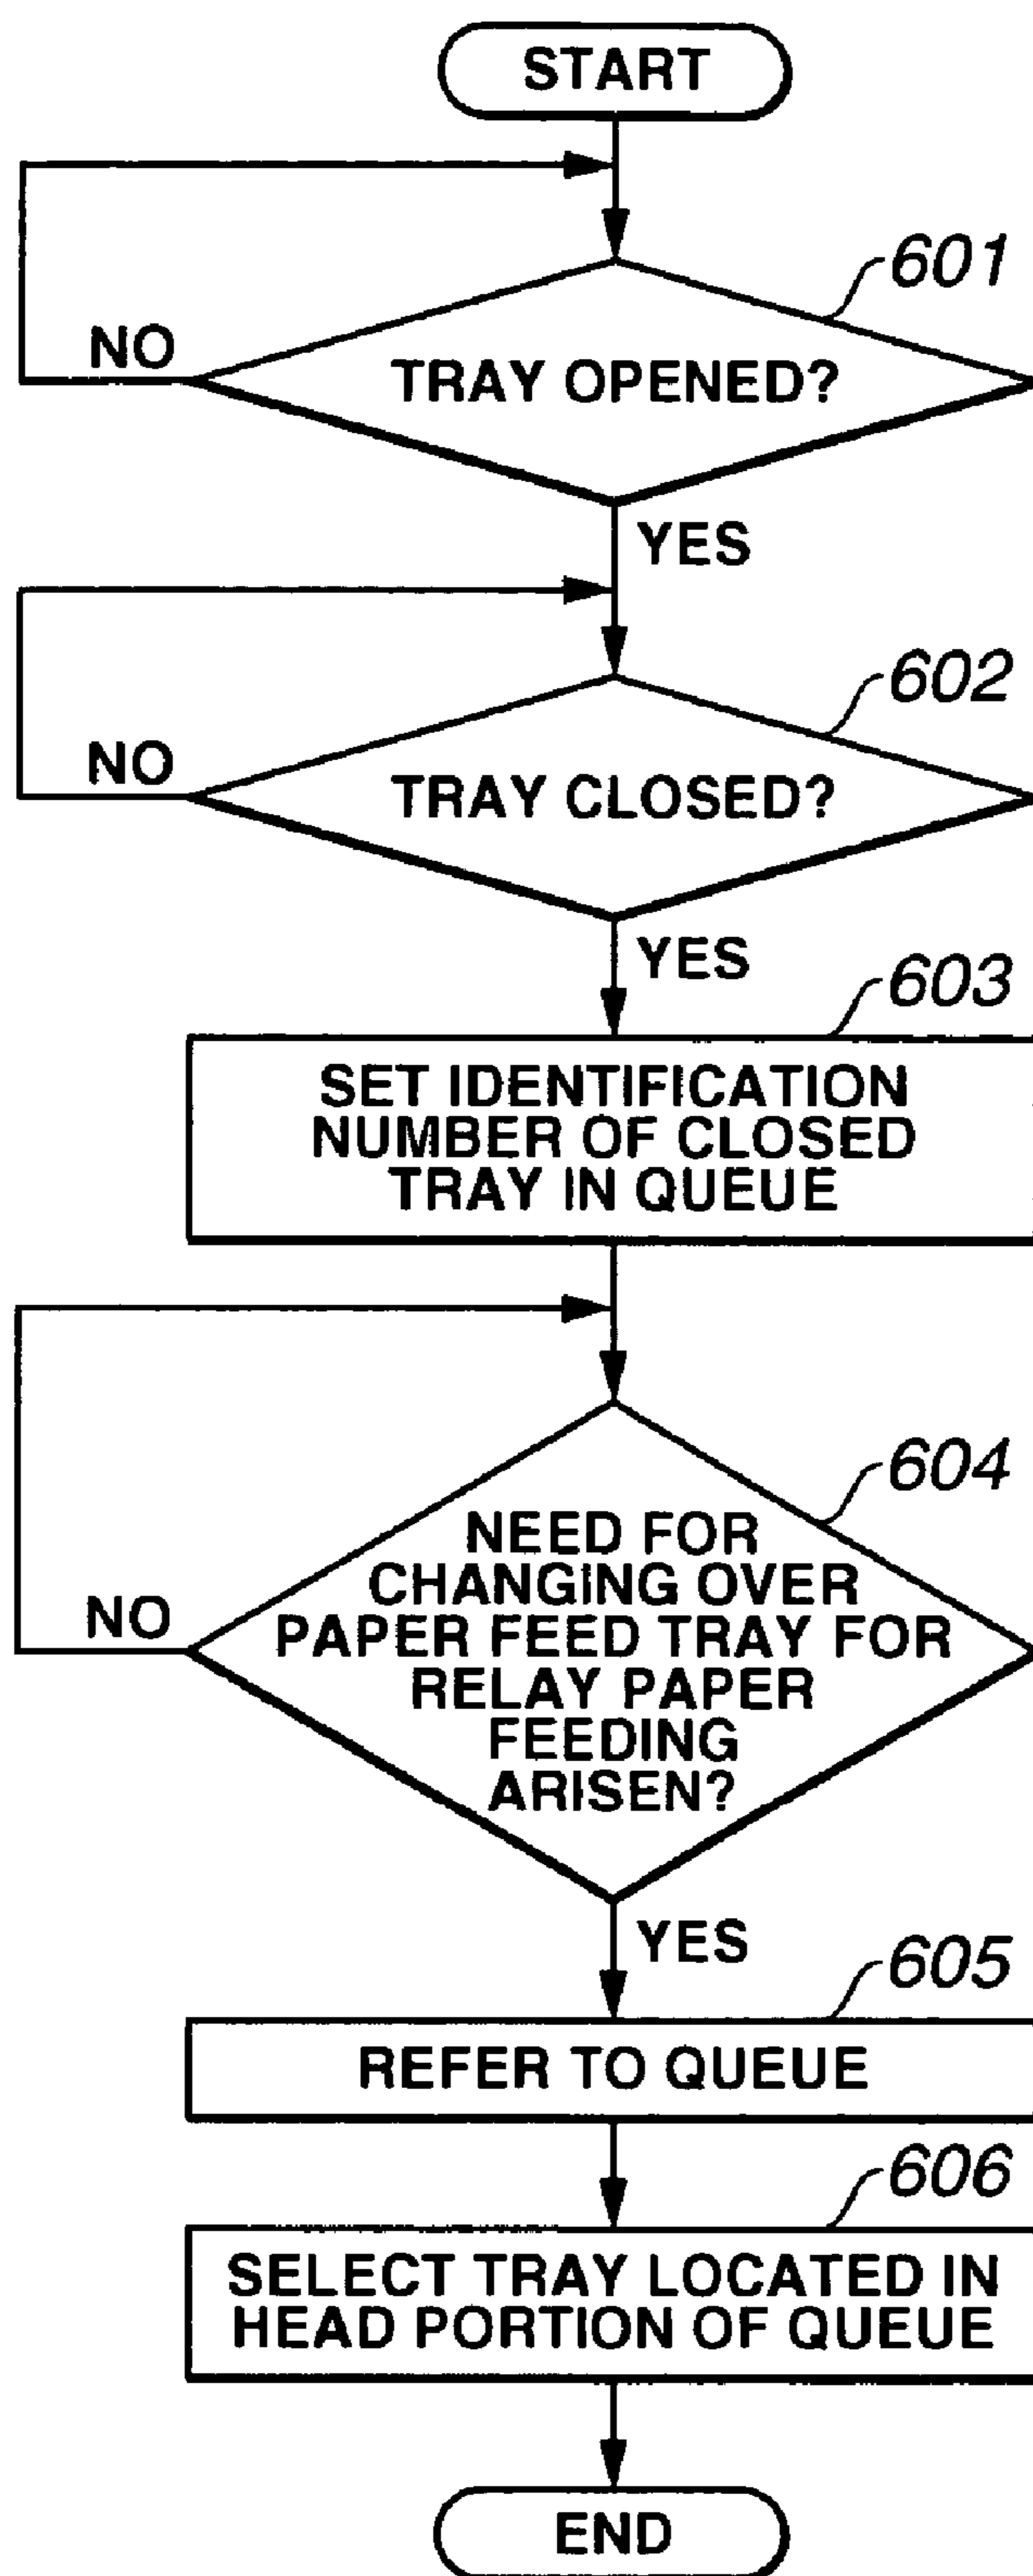 START
601
NO
TRAY OPENED?
YES
602
NO
TRAY CLOSED?
YES
603
SET IDENTIFICATION
NUMBER OF CLOSED
TRAY IN QUEUE
604
NO
NEED FOR
CHANGING OVER
PAPER FEED TRAY FOR
RELAY PAPER
FEEDING
ARISEN?
YES
605
REFER TO QUEUE
606
SELECT TRAY LOCATED IN
HEAD PORTION OF QUEUE
END